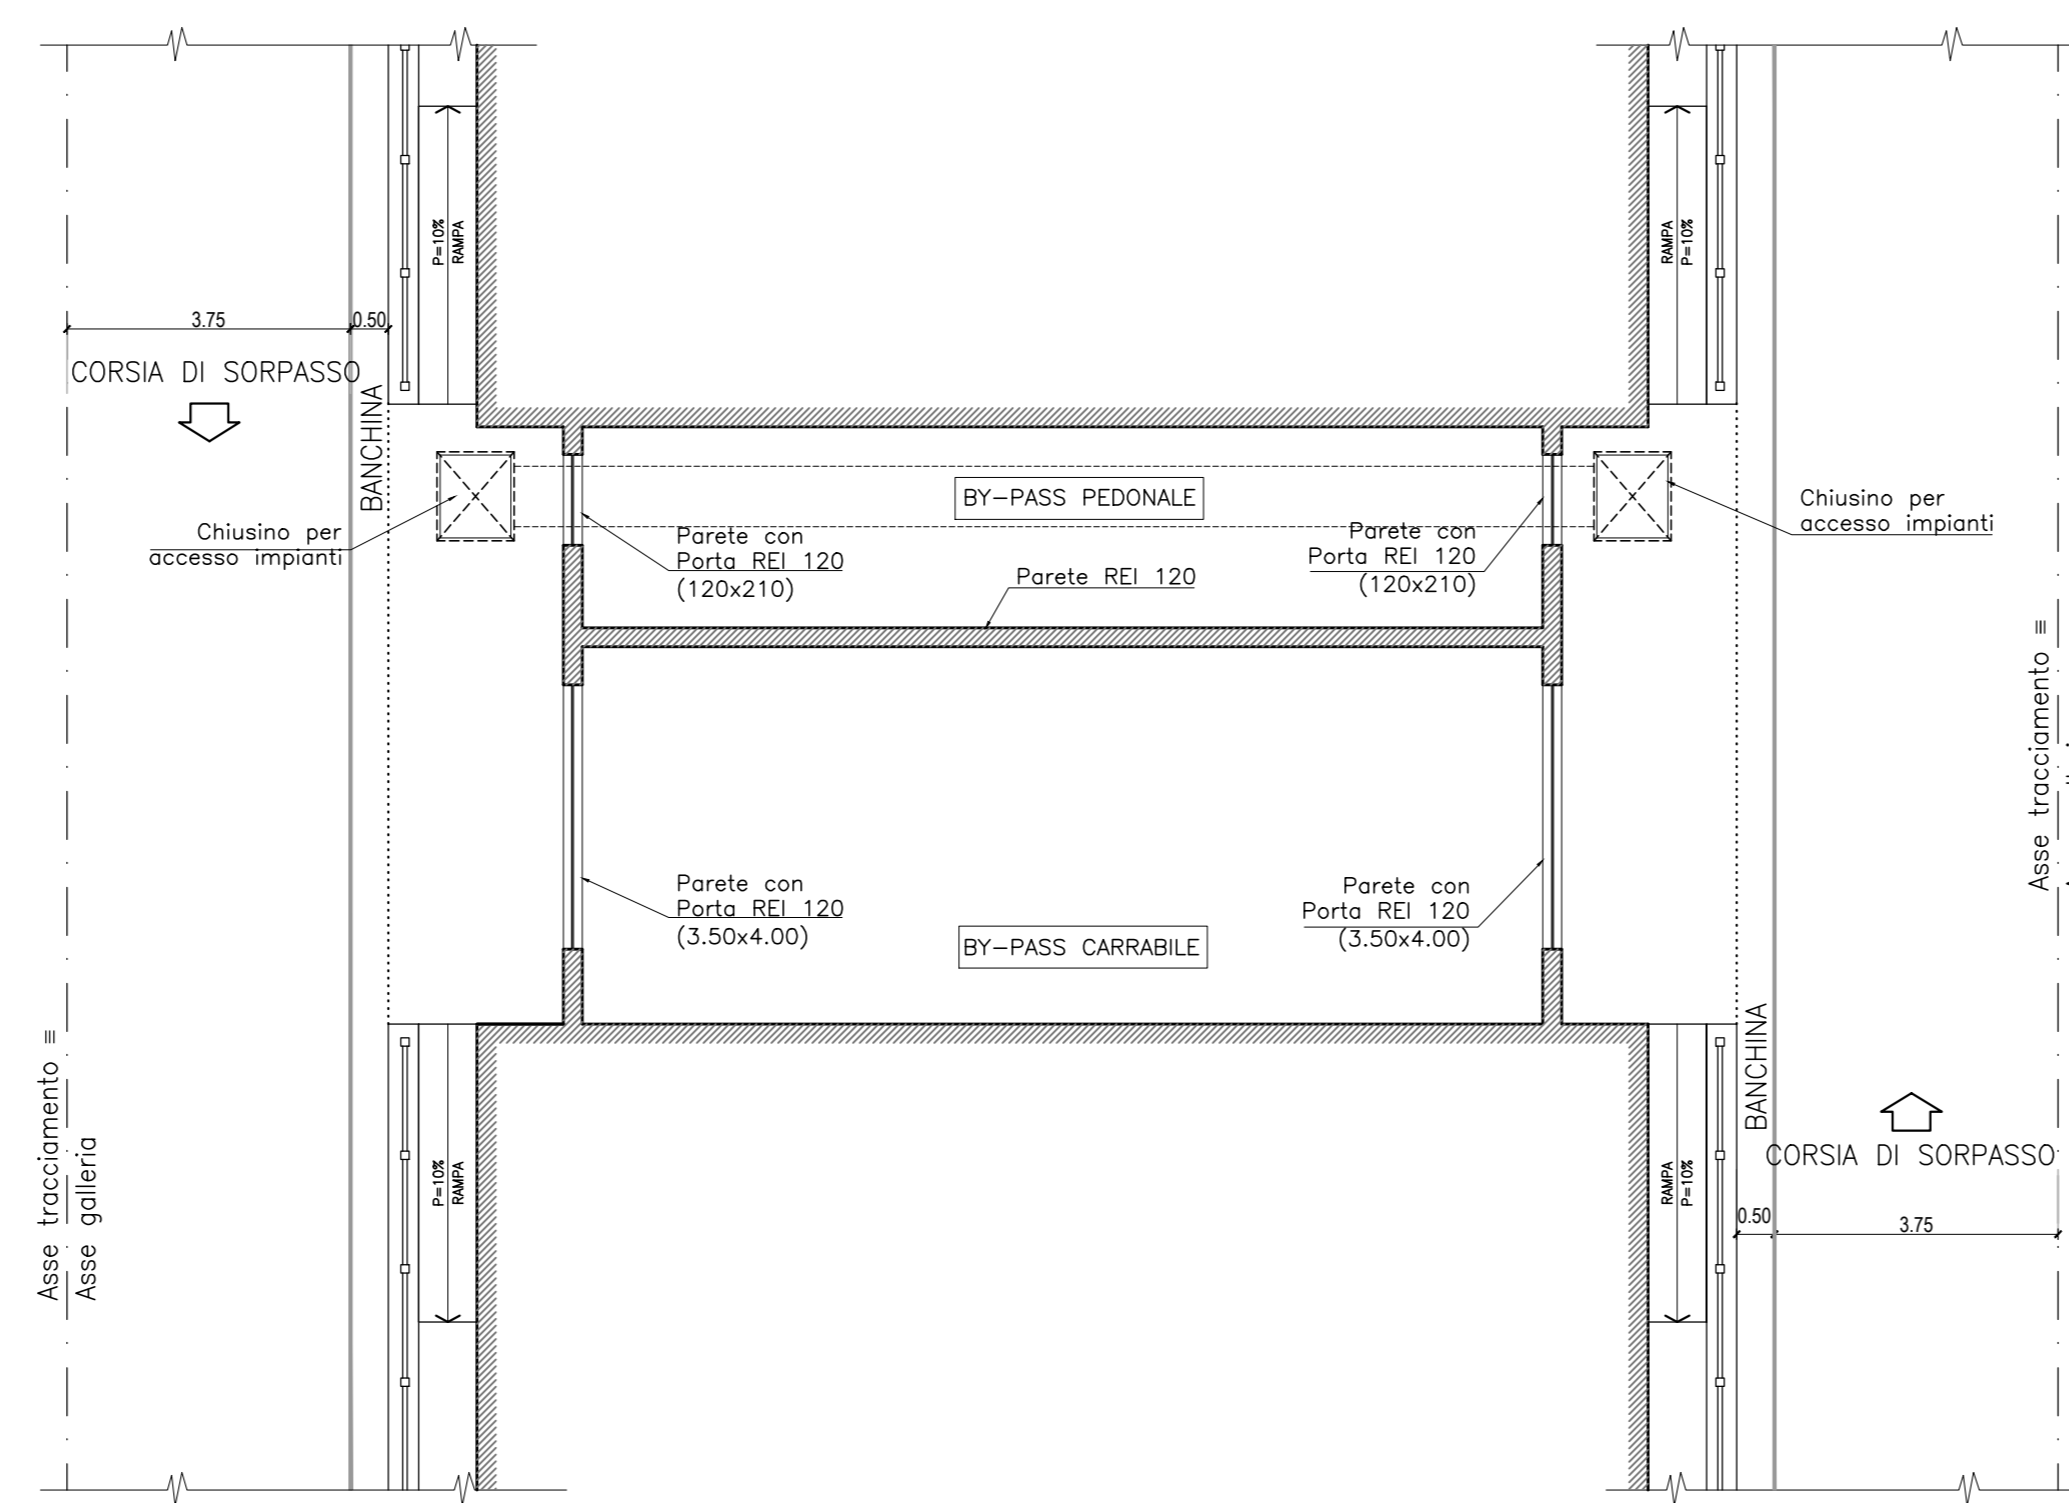 P=10%
RAMPA
RAMPA
P=10%
3.75
0.50
CORSIA DI SORPASSO
BANCHINA
Chiusino per
accesso impianti
BY-PASS PEDONALE
Parete con
Porta REI 120
(120x210)
Parete REI 120
Parete con
Porta REI 120
(120x210)
Chiusino per
accesso impianti
Asse tracciamento ≡
Parete con
Porta REI 120
(3.50x4.00)
BY-PASS CARRABILE
Parete con
Porta REI 120
(3.50x4.00)
Asse tracciamento ≡
Asse galleria
P=10%
RAMPA
RAMPA
P=10%
BANCHINA
CORSIA DI SORPASSO
0.50
3.75